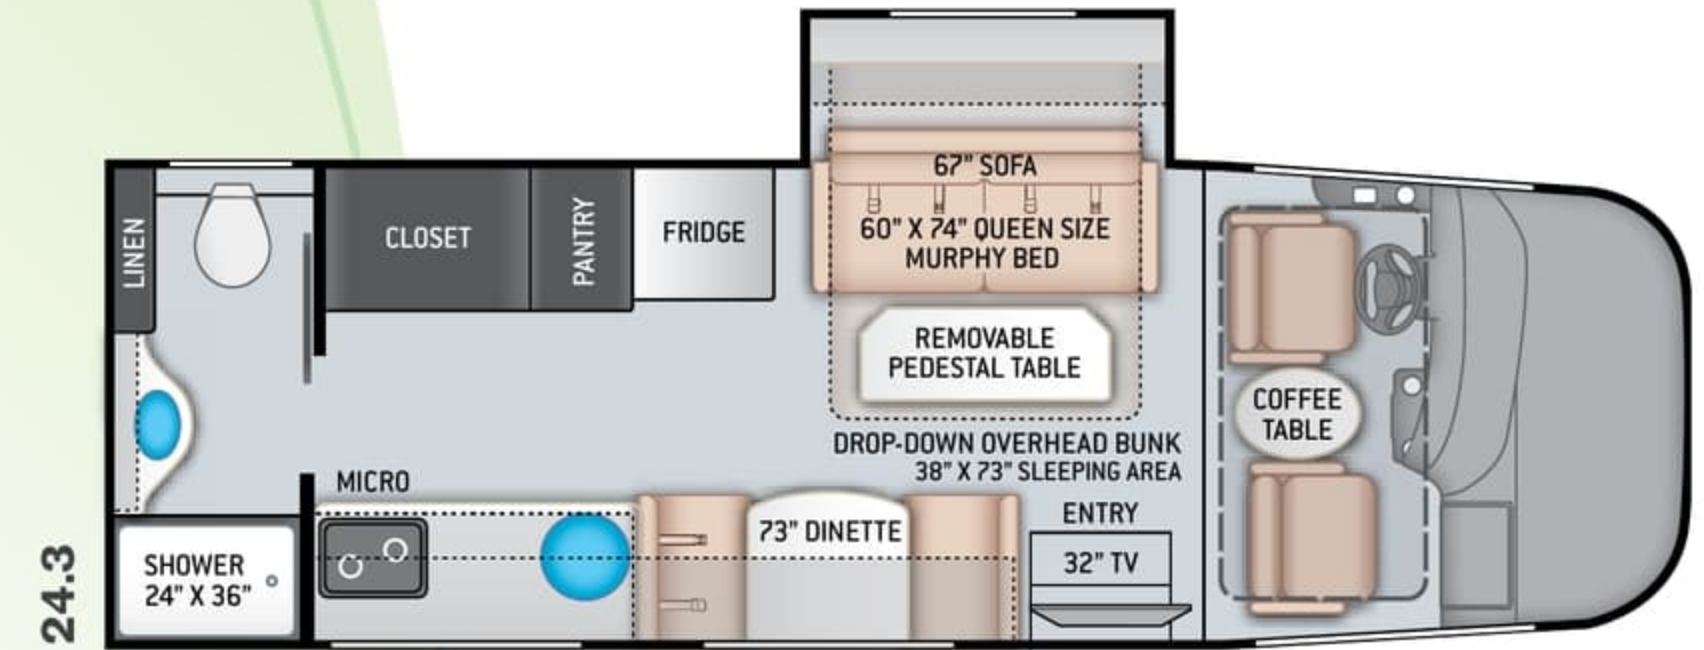 24.3
LINEN
CLOSET
PANTRY
FRIDGE
67" SOFA
60" X 74" QUEEN SIZE
MURPHY BED
REMOVABLE
PEDESTAL TABLE
COFFEE
TABLE
DROP-DOWN OVERHEAD BUNK
38" X 73" SLEEPING AREA
MICRO
73" DINETTE
ENTRY
32" TV
SHOWER
24" X 36"